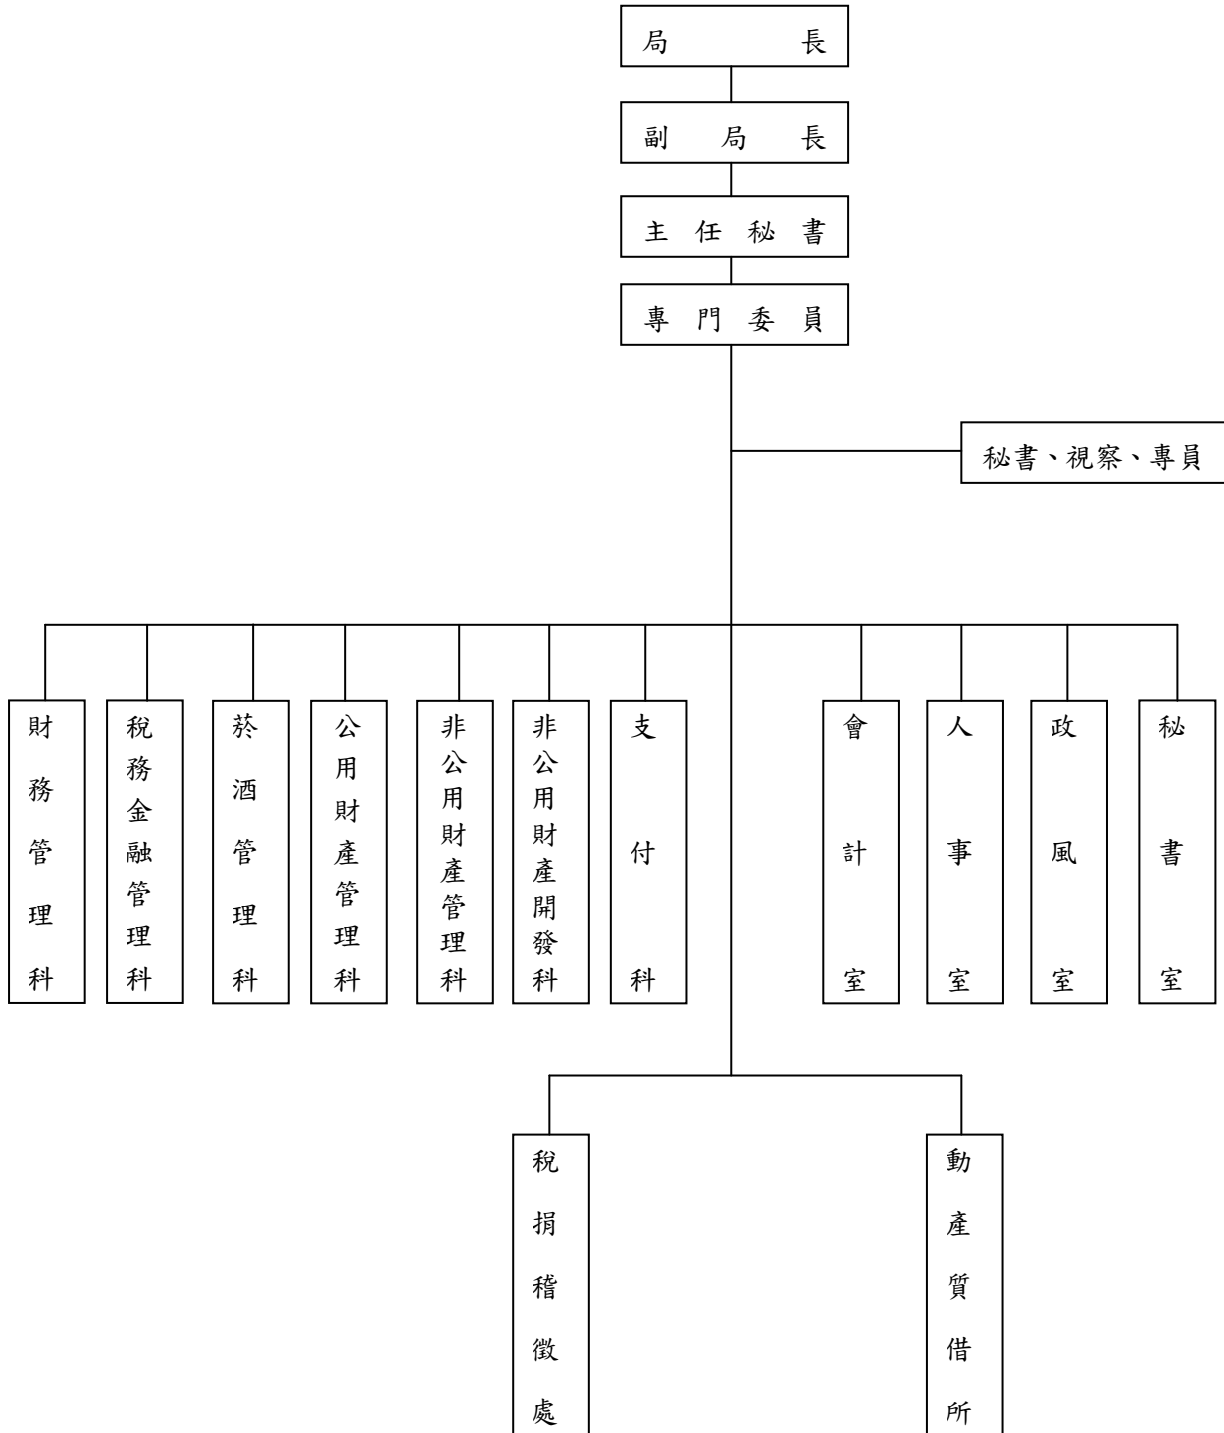 局長
副局長
主任秘書
專門委員
秘書、視察、專員
財務管理科
稅務金融管理科
菸酒管理科
公用財產管理科
非公用財產管理科
非公用財產開發科
支付科
會計室
人事室
政風室
秘書室
稅捐稽徵處
動產質借所